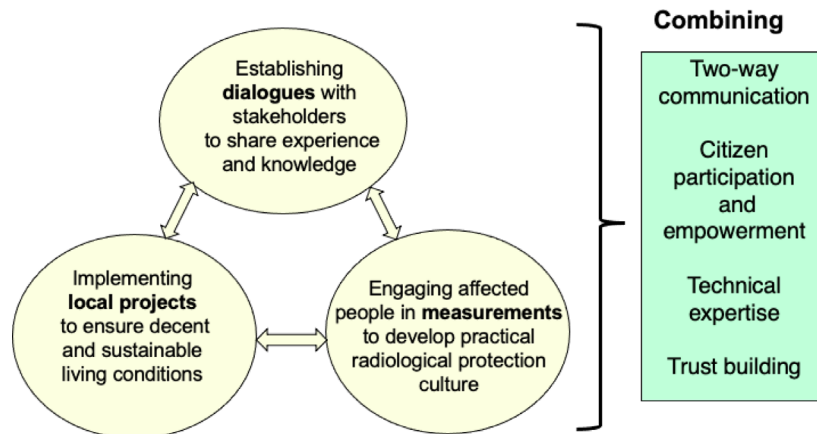 Establishing
dialogues with
stakeholders
to share experience
and knowledge
Implementing
local projects
to ensure decent
and sustainable
living conditions
Engaging affected
people in measurements
to develop practical
radiological protection
culture
Combining
Two-way
communication
Citizen
participation
and
empowerment
Technical
expertise
Trust building